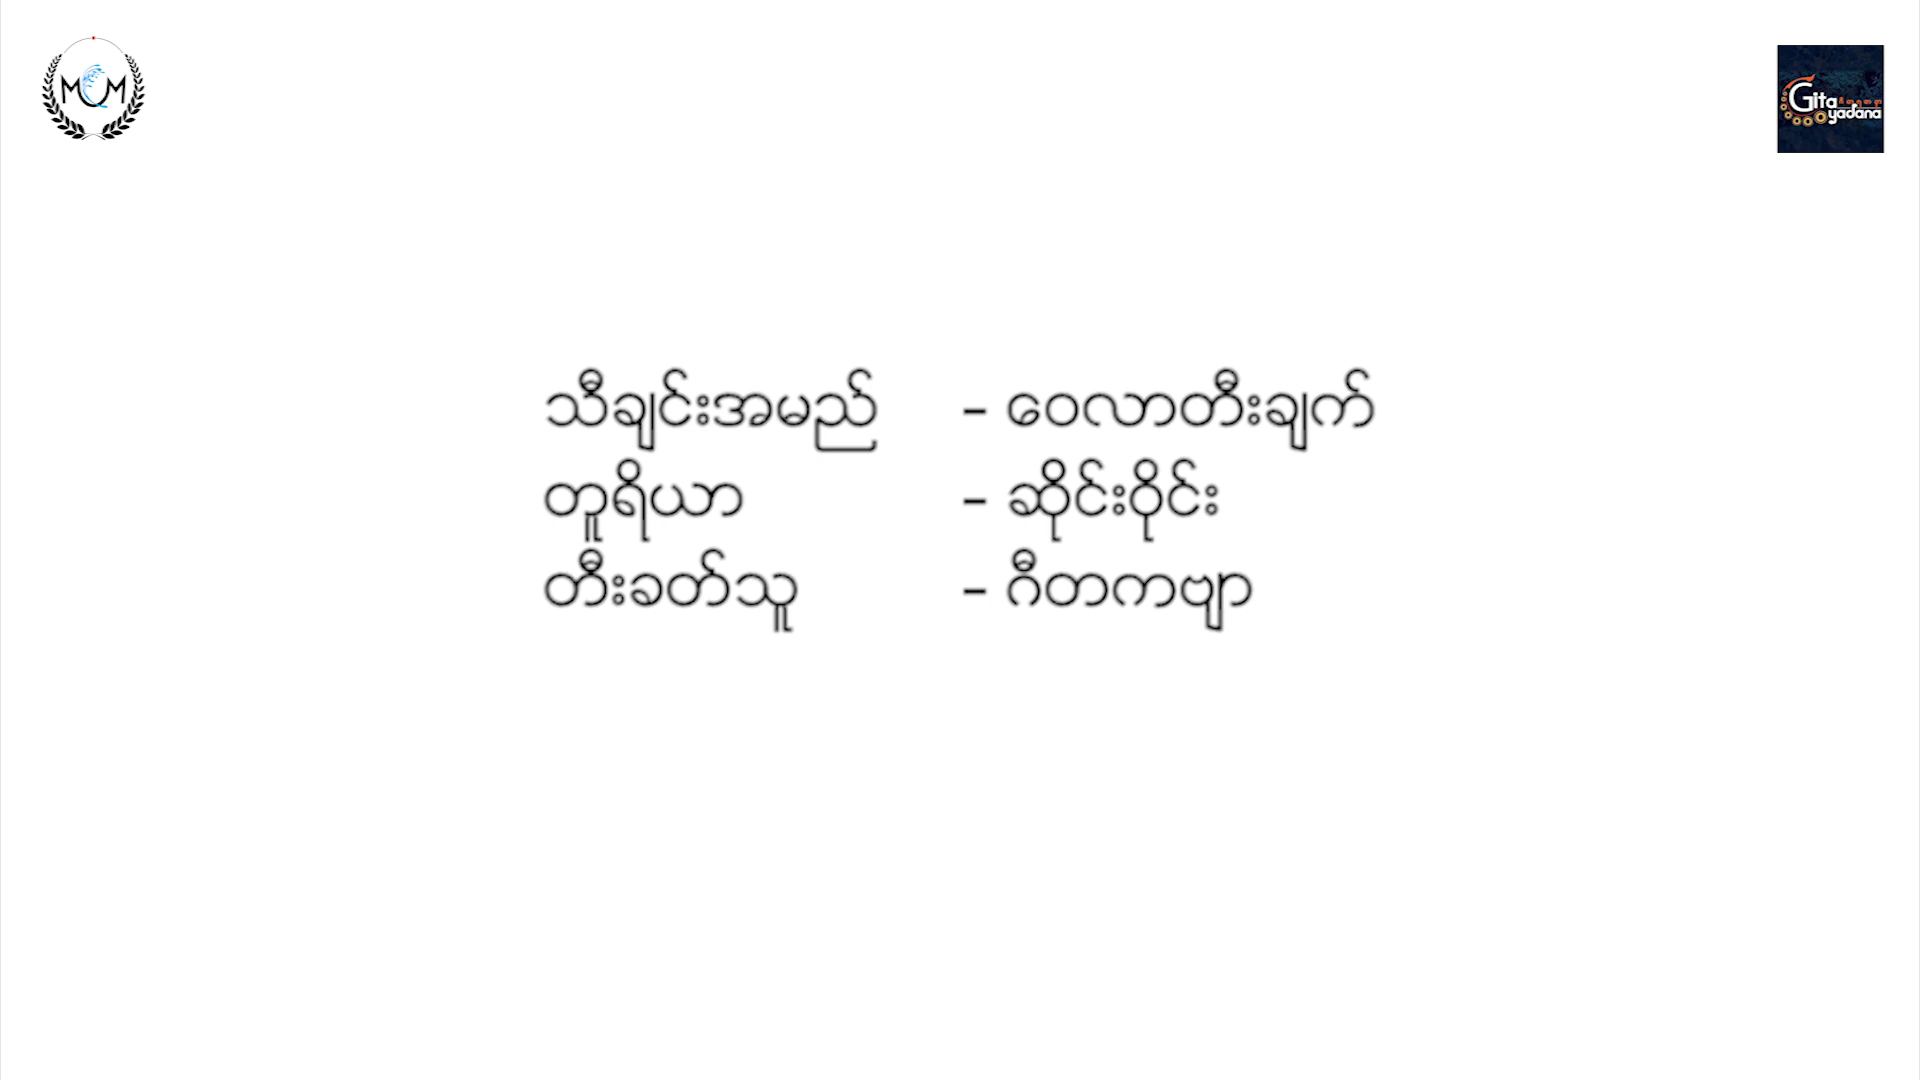 MUM
Gita
yadana
သီချင်းအမည် – ဝေလာတီးချက်
တူရိယာ – ဆိုင်းဝိုင်း
တီးခတ်သူ – ဂီတကဗျာ